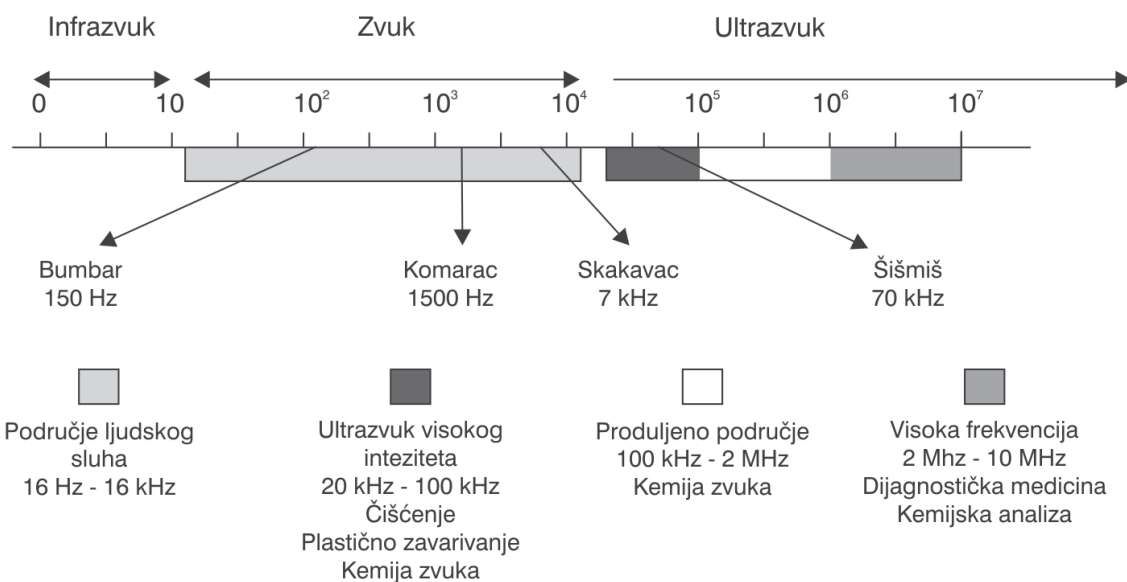 Infrazvuk Zvuk Ultrazvuk
0 10 10² 10³ 10⁴ 10⁵ 10⁶ 10⁷
Bumbar
150 Hz
Komarac
1500 Hz
Skakavac
7 kHz
Šišmiš
70 kHz
Područje ljudskog
sluha
16 Hz - 16 kHz
Ultrazvuk visokog
inteziteta
20 kHz - 100 kHz
Čišćenje
Plastično zavarivanje
Kemija zvuka
Produljeno područje
100 kHz - 2 MHz
Kemija zvuka
Visoka frekvencija
2 Mhz - 10 MHz
Dijagnostička medicina
Kemijska analiza